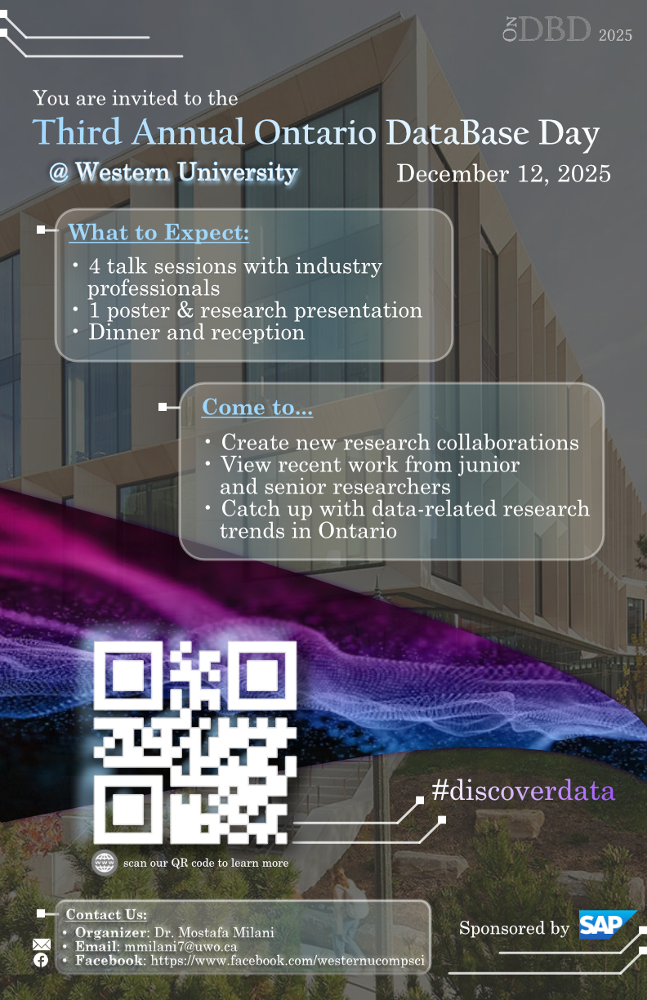 ON DBD 2025
You are invited to the
Third Annual Ontario DataBase Day
@ Western University
December 12, 2025
What to Expect:
• 4 talk sessions with industry
professionals
• 1 poster & research presentation
• Dinner and reception
Come to...
• Create new research collaborations
• View recent work from junior
and senior researchers
• Catch up with data-related research
trends in Ontario
#discoverdata
www scan our QR code to learn more
Contact Us:
• Organizer: Dr. Mostafa Milani
• Email: mmilani7@uwo.ca
• Facebook: https://www.facebook.com/westernucompsci
Sponsored by SAP